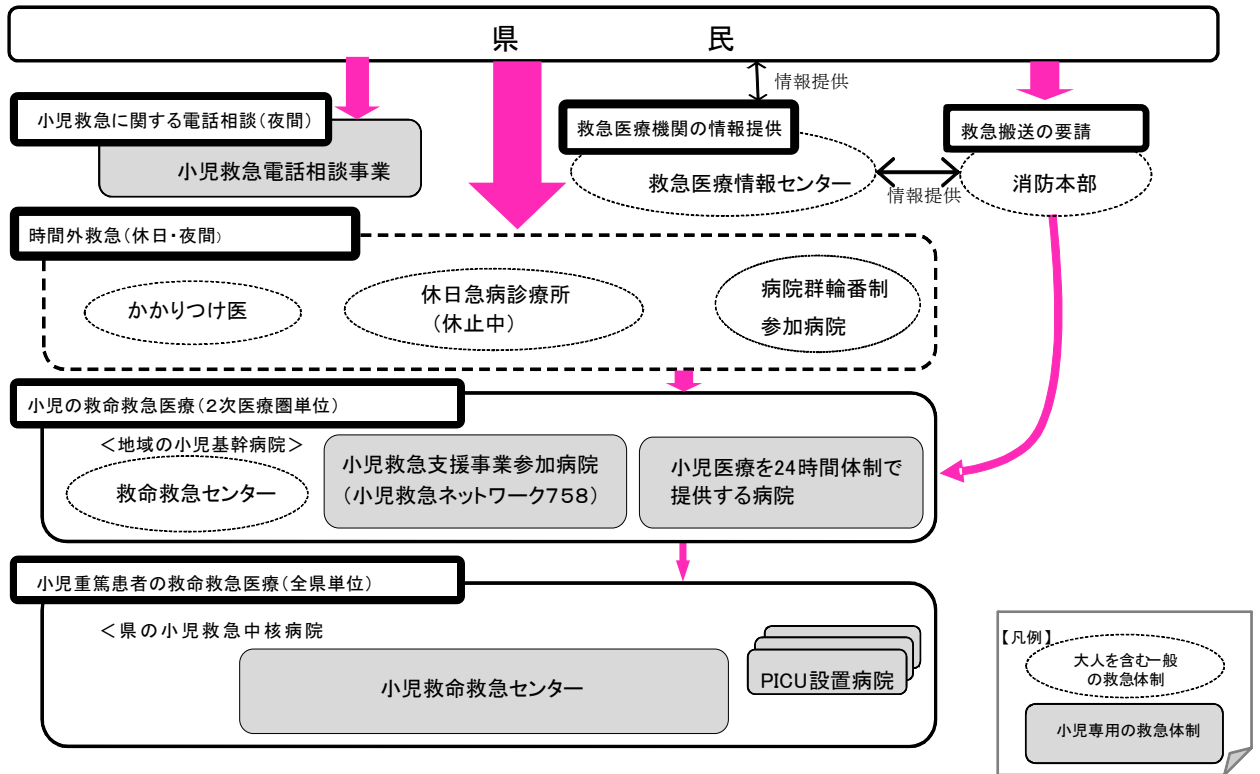 県 民
情報提供
小児救急に関する電話相談(夜間)
小児救急電話相談事業
救急医療機関の情報提供
救急医療情報センター
情報提供
救急搬送の要請
消防本部
時間外救急(休日・夜間)
かかりつけ医
休日急病診療所
(休止中)
病院群輪番制
参加病院
小児の救命救急医療(2次医療圏単位)
<地域の小児基幹病院>
救命救急センター
小児救急支援事業参加病院
(小児救急ネットワーク758)
小児医療を24時間体制で
提供する病院
小児重篤患者の救命救急医療(全県単位)
<県の小児救急中核病院
小児救命救急センター
PICU設置病院
【凡例】
大人を含む一般
の救急体制
小児専用の救急体制